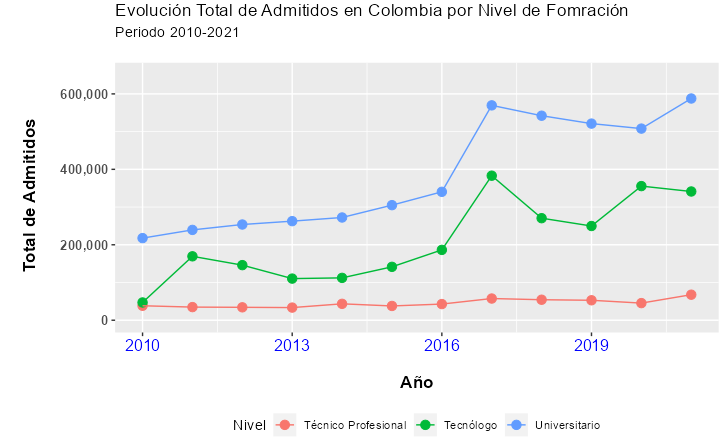 Evolución Total de Admitidos en Colombia por Nivel de Fomración
Periodo 2010-2021
Total de Admitidos
600,000
400,000
200,000
0
2010 2013 2016 2019
Año
Nivel Técnico Profesional Tecnólogo Universitario